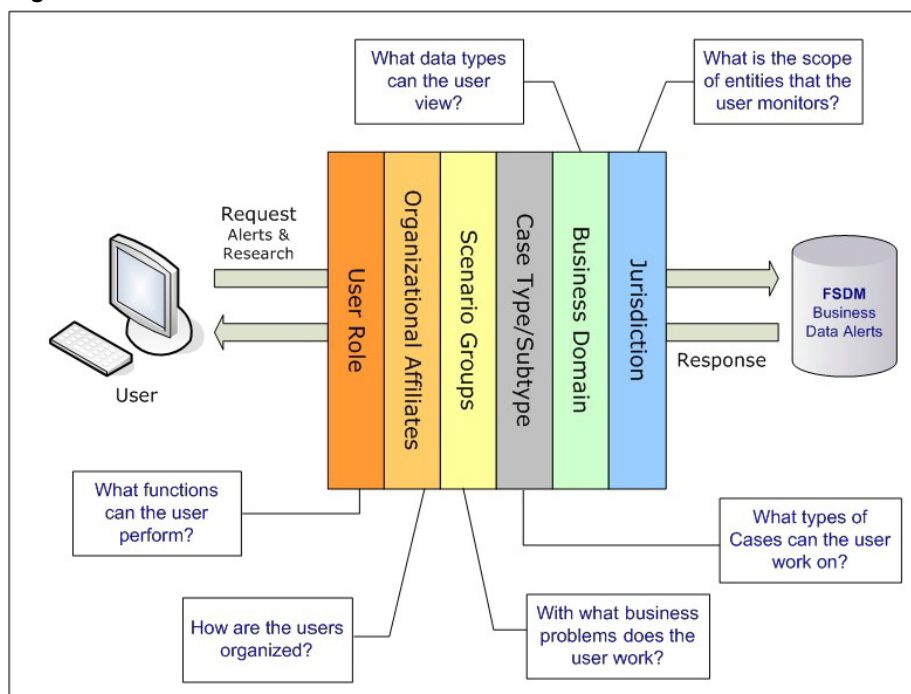 What data types
can the user
view?
What is the scope
of entities that the
user monitors?
Request
Alerts &
Research
User Role
Organizational Affiliates
Scenario Groups
Case Type/Subtype
Business Domain
Jurisdiction
FSDM
Business
Data Alerts
Response
User
What functions
can the user
perform?
What types of
Cases can the user
work on?
How are the users
organized?
With what business
problems does the
user work?